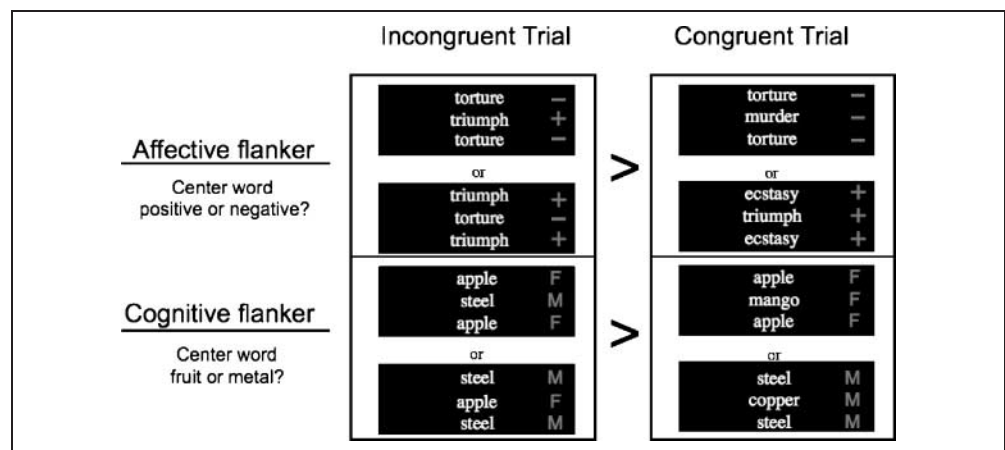 Incongruent Trial
Congruent Trial
Affective flanker
Center word
positive or negative?
torture −
triumph +
torture −
or
triumph +
torture −
triumph +
>
torture −
murder −
torture −
or
ecstasy +
triumph +
ecstasy +
Cognitive flanker
Center word
fruit or metal?
apple F
steel M
apple F
or
steel M
apple F
steel M
>
apple F
mango F
apple F
or
steel M
copper M
steel M